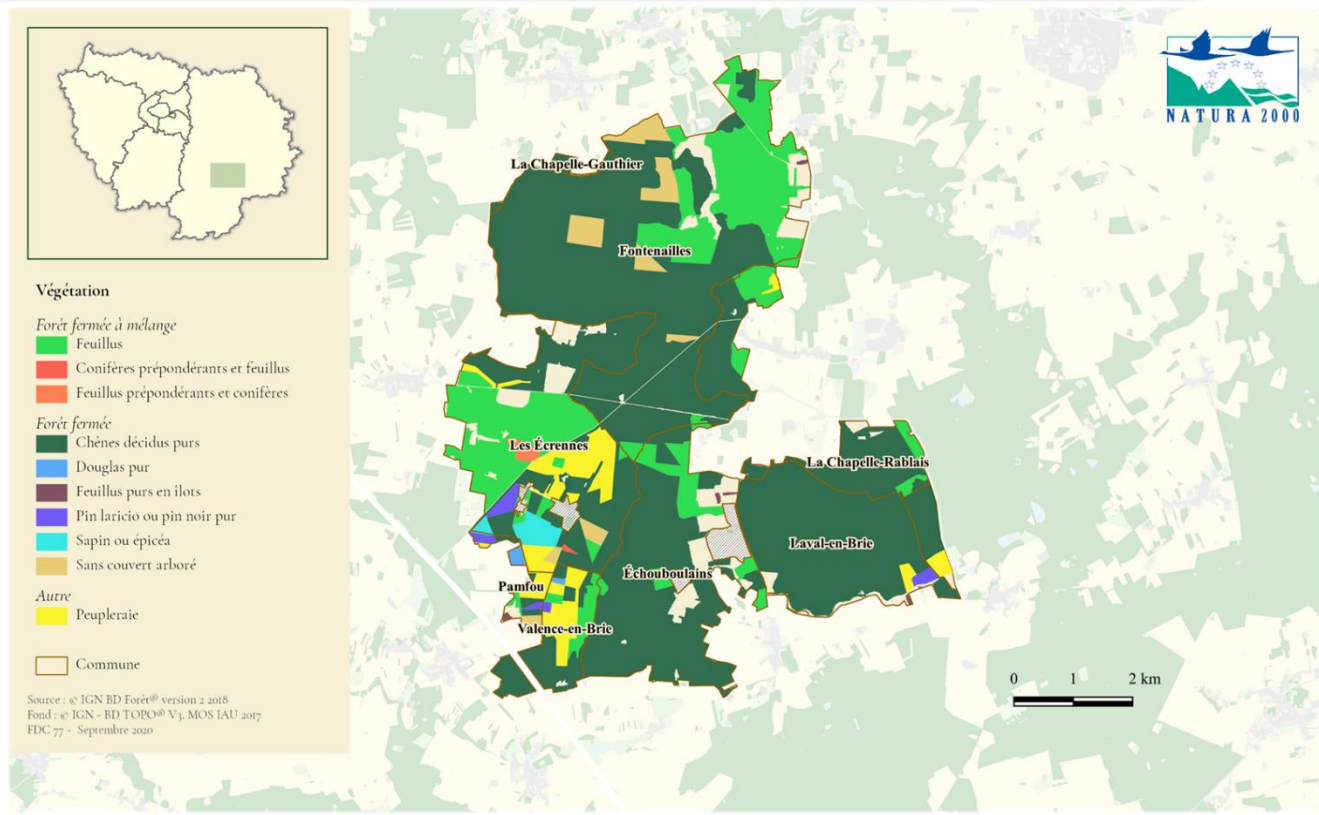 Végétation
Forêt fermée à mélange
Feuillus
Conifères prépondérants et feuillus
Feuillus prépondérants et conifères
Forêt fermée
Chênes décidus purs
Douglas pur
Feuillus purs en îlots
Pin laricio ou pin noir pur
Sapin ou épicéa
Sans couvert arboré
Autre
Peupleraie
Commune
Source : © IGN BD Forêt® version 2 2018
Fond : © IGN - BD TOPO® V3, MOS IAU 2017
FDC 77 - Septembre 2020
NATURA 2000
La Chapelle-Gauthier
Fontenailles
Les Écrennes
La Chapelle-Rablais
Laval-en-Brie
Échouboulains
Pamfou
Valence-en-Brie
0 1 2 km